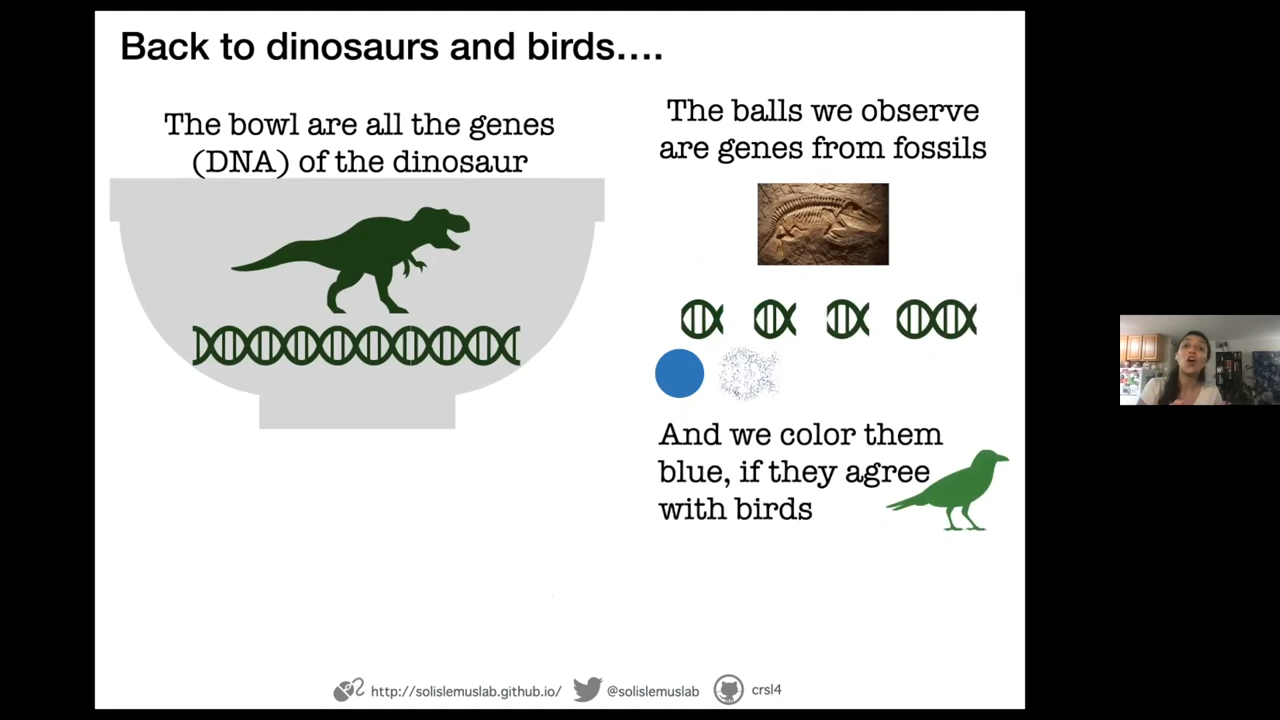 Back to dinosaurs and birds....
The bowl are all the genes
(DNA) of the dinosaur
The balls we observe
are genes from fossils
And we color them
blue, if they agree
with birds
http://solislemuslab.github.io/
@solislemuslab
crsl4